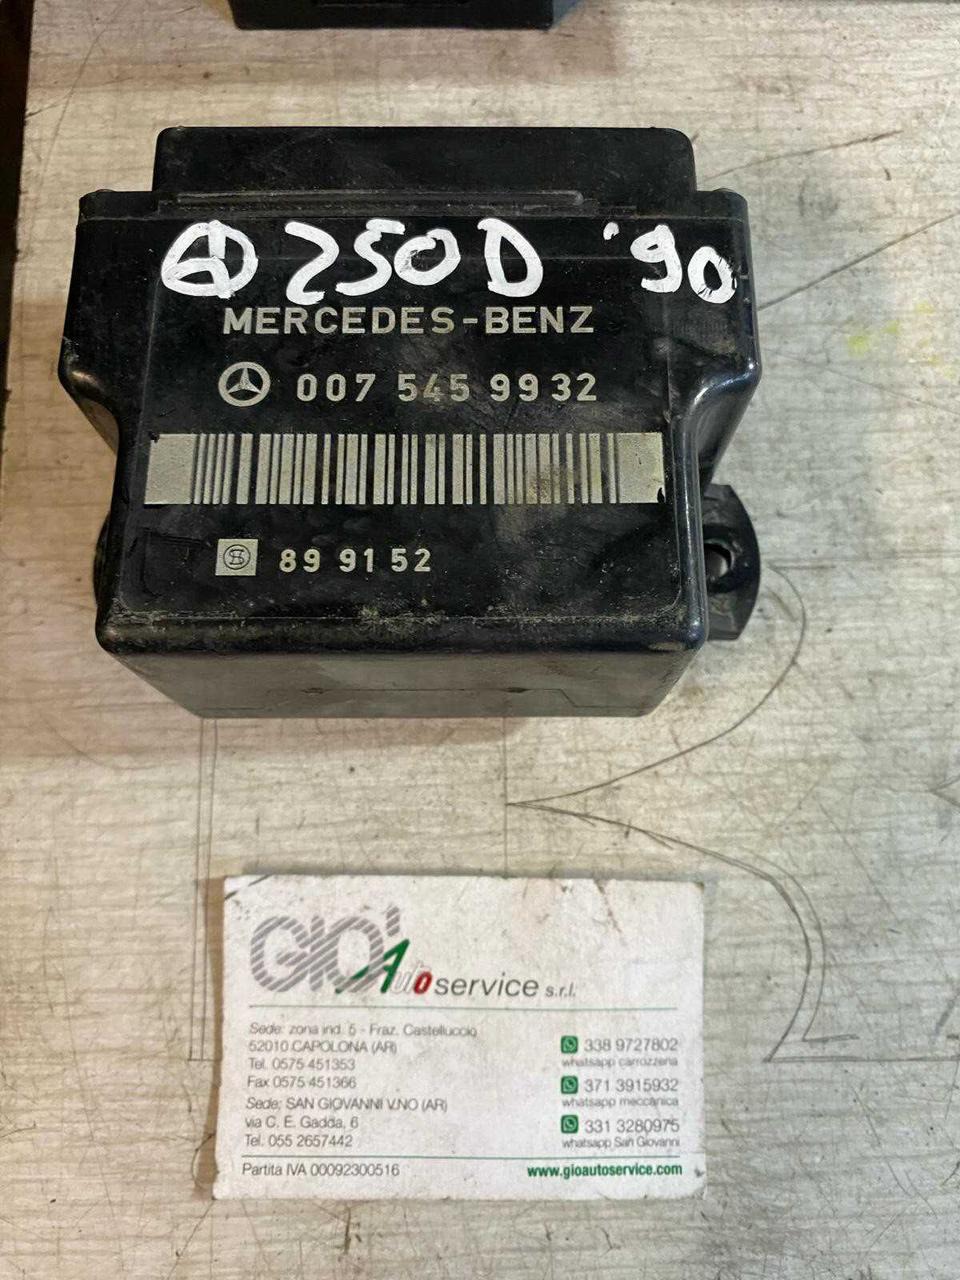 250D '90
MERCEDES-BENZ
007 545 99 32
89 91 52
GIO' Auto service s.r.l.
Sede: zona ind. 5 - Fraz. Castelluccio
52010 CAPOLONA (AR)
Tel. 0575 451353
Fax 0575 451366
Sede: SAN GIOVANNI V.NO (AR)
via C. E. Gadda, 6
Tel. 055 2657442
338 9727802
whatsapp carrozzeria
371 3915932
whatsapp meccanica
331 3280975
whatsapp San Giovanni
Partita IVA 00092300516
www.gioautoservice.com